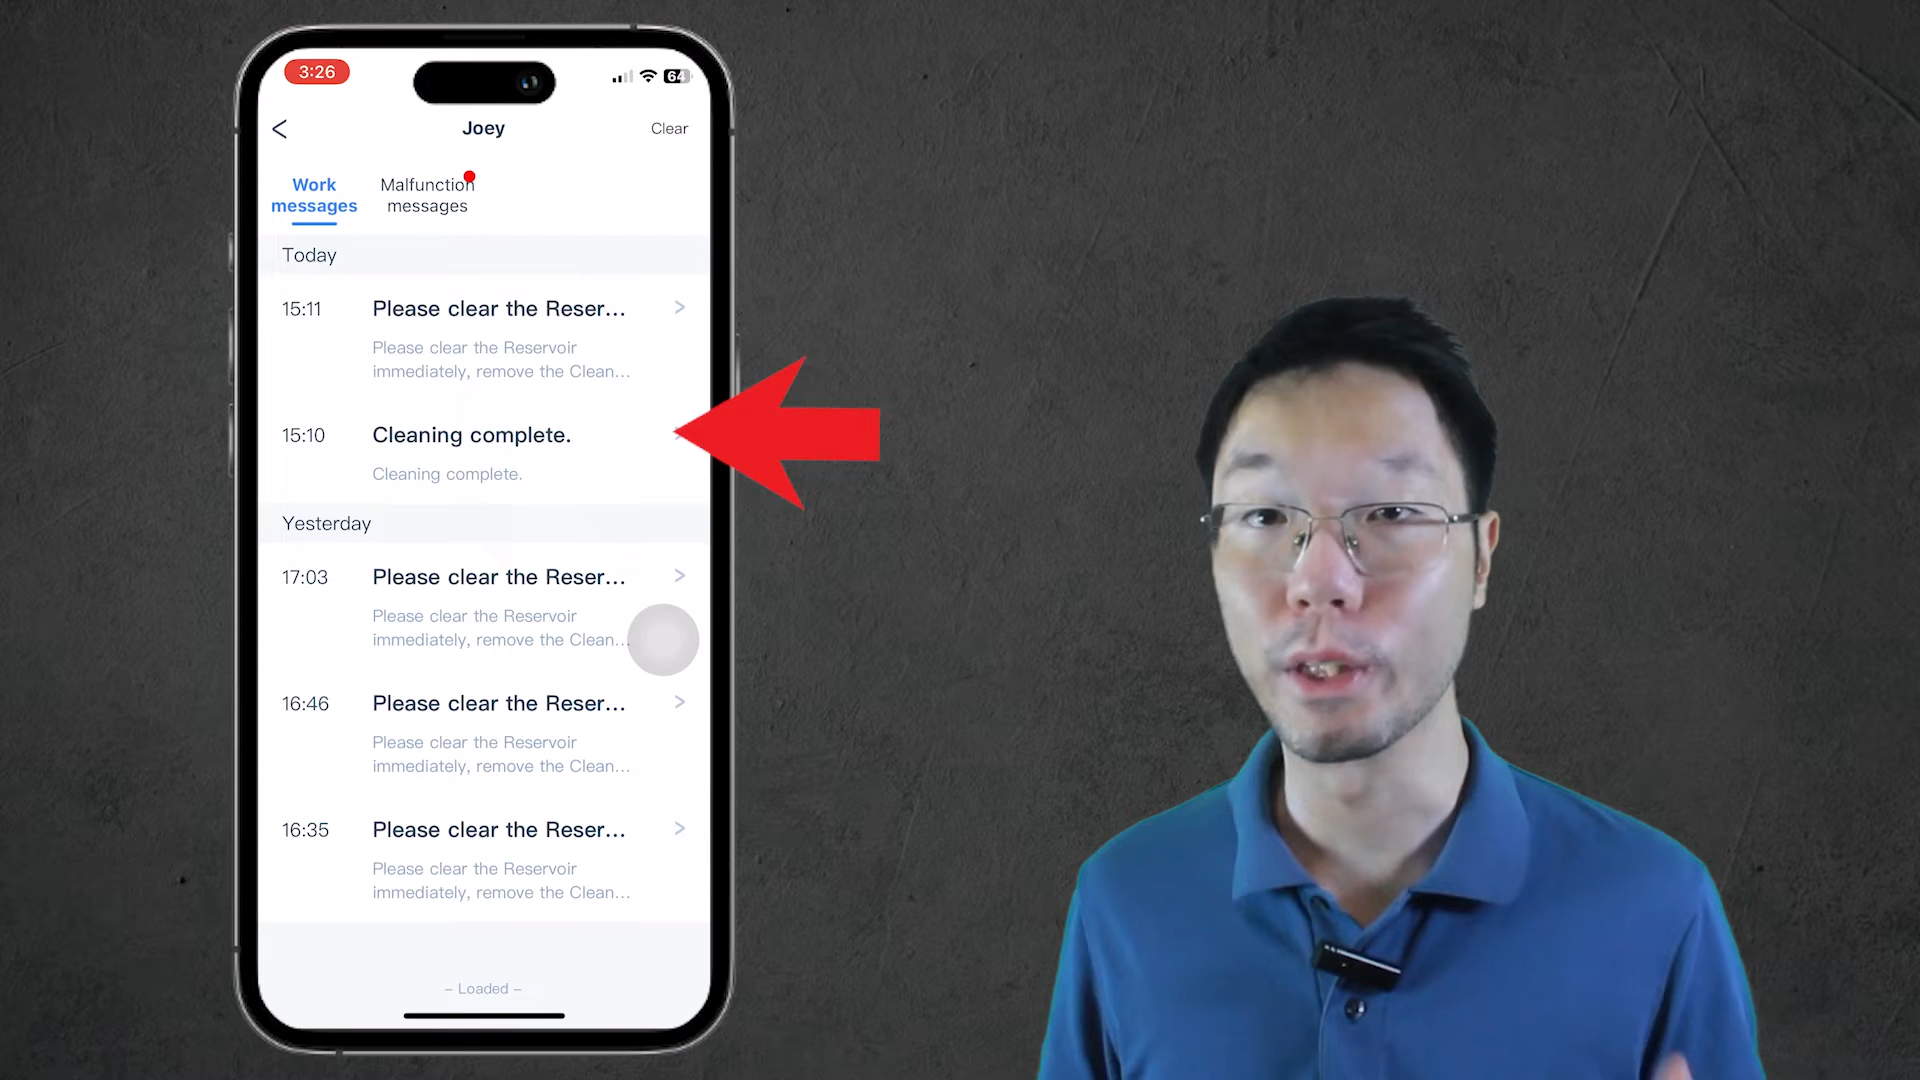 3:26
64
Joey
Clear
Work
messages
Malfunction
messages
Today
15:11
Please clear the Reser...
Please clear the Reservoir
immediately, remove the Clean...
15:10
Cleaning complete.
Cleaning complete.
Yesterday
17:03
Please clear the Reser...
Please clear the Reservoir
immediately, remove the Clean...
16:46
Please clear the Reser...
Please clear the Reservoir
immediately, remove the Clean...
16:35
Please clear the Reser...
Please clear the Reservoir
immediately, remove the Clean...
– Loaded –